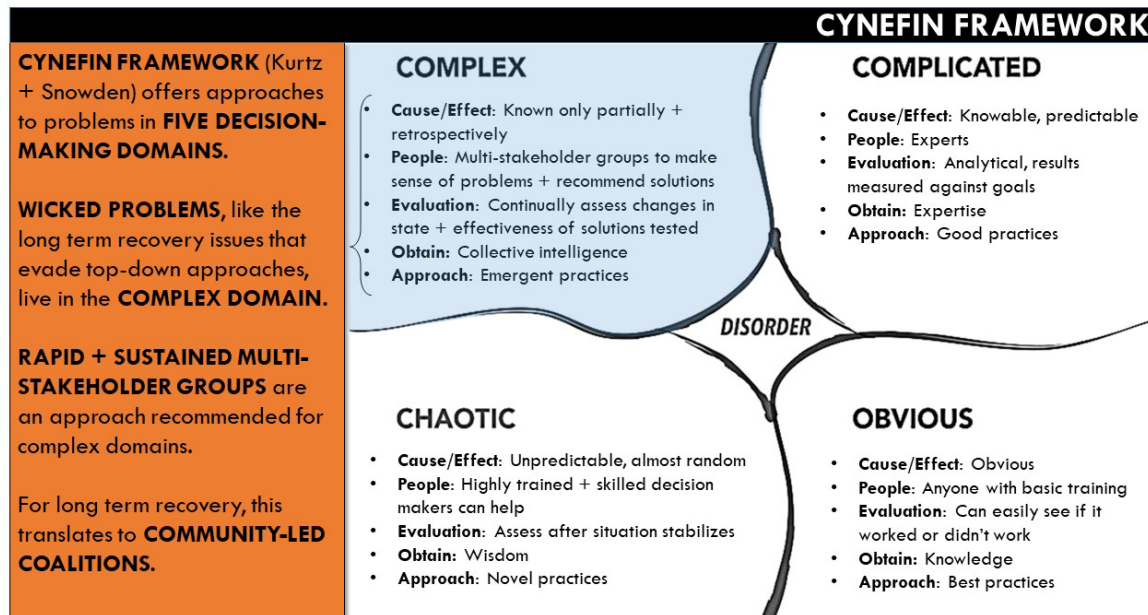 CYNEFIN FRAMEWORK
CYNEFIN FRAMEWORK (Kurtz
+ Snowden) offers approaches
to problems in FIVE DECISION-
MAKING DOMAINS.
WICKED PROBLEMS, like the
long term recovery issues that
evade top-down approaches,
live in the COMPLEX DOMAIN.
RAPID + SUSTAINED MULTI-
STAKEHOLDER GROUPS are
an approach recommended for
complex domains.
For long term recovery, this
translates to COMMUNITY-LED
COALITIONS.
COMPLEX
• Cause/Effect: Known only partially +
retrospectively
• People: Multi-stakeholder groups to make
sense of problems + recommend solutions
• Evaluation: Continually assess changes in
state + effectiveness of solutions tested
• Obtain: Collective intelligence
• Approach: Emergent practices
COMPLICATED
• Cause/Effect: Knowable, predictable
• People: Experts
• Evaluation: Analytical, results
measured against goals
• Obtain: Expertise
• Approach: Good practices
DISORDER
CHAOTIC
• Cause/Effect: Unpredictable, almost random
• People: Highly trained + skilled decision
makers can help
• Evaluation: Assess after situation stabilizes
• Obtain: Wisdom
• Approach: Novel practices
OBVIOUS
• Cause/Effect: Obvious
• People: Anyone with basic training
• Evaluation: Can easily see if it
worked or didn't work
• Obtain: Knowledge
• Approach: Best practices